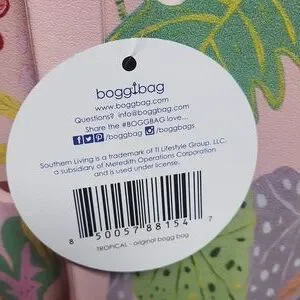 boggbag
www.boggbag.com
Questions? info@boggbag.com
Share the #BOGGBAG love...
/boggbag /boggbags
Southern Living is a trademark of TI Lifestyle Group, LLC,
a subsidiary of Meredith Operations Corporation
and is used under license.
8 50057 88154 7
TROPICAL - original bogg bag